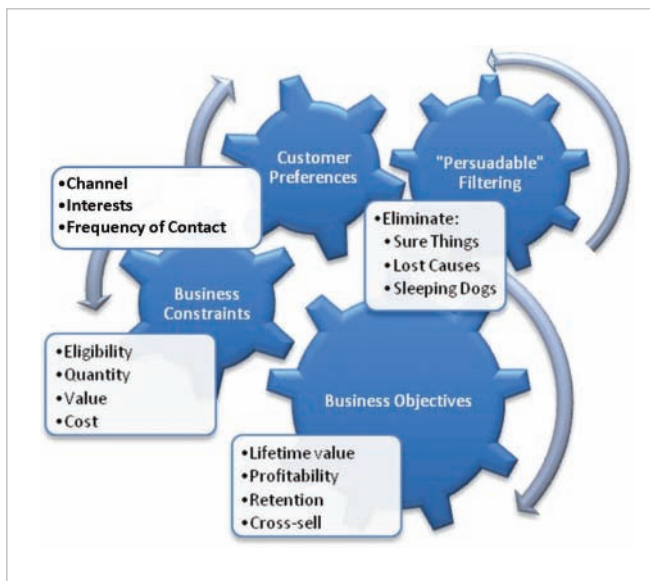 Customer
Preferences
"Persuadable"
Filtering
•Channel
•Interests
•Frequency of Contact
•Eliminate:
•Sure Things
•Lost Causes
•Sleeping Dogs
Business
Constraints
•Eligibility
•Quantity
•Value
•Cost
Business Objectives
•Lifetime value
•Profitability
•Retention
•Cross-sell